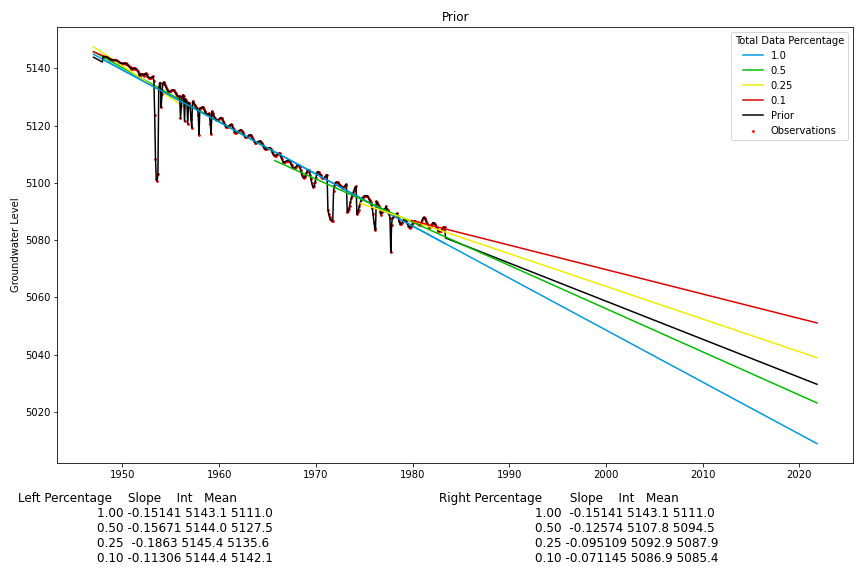 Prior
Total Data Percentage
1.0
0.5
0.25
0.1
Prior
Observations
Groundwater Level
5140
5120
5100
5080
5060
5040
5020
1950 1960 1970 1980 1990 2000 2010 2020
Left Percentage Slope Int Mean
1.00 -0.15141 5143.1 5111.0
0.50 -0.15671 5144.0 5127.5
0.25 -0.1863 5145.4 5135.6
0.10 -0.11306 5144.4 5142.1
Right Percentage Slope Int Mean
1.00 -0.15141 5143.1 5111.0
0.50 -0.12574 5107.8 5094.5
0.25 -0.095109 5092.9 5087.9
0.10 -0.071145 5086.9 5085.4